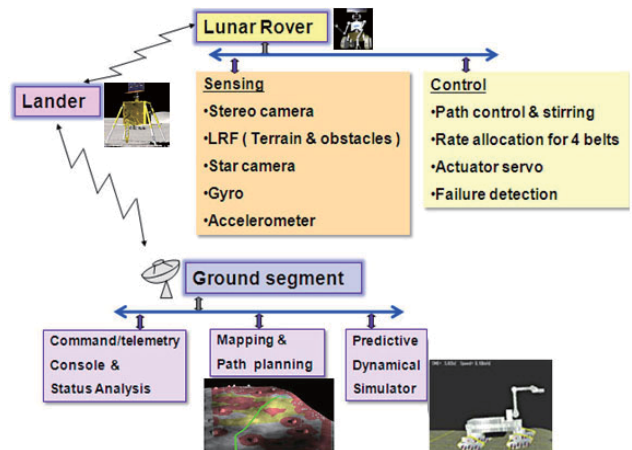 Lunar Rover
Lander
Sensing
•Stereo camera
•LRF ( Terrain & obstacles )
•Star camera
•Gyro
•Accelerometer
Control
•Path control & stirring
•Rate allocation for 4 belts
•Actuator servo
•Failure detection
Ground segment
Command/telemetry
Console &
Status Analysis
Mapping &
Path planning
Predictive
Dynamical
Simulator